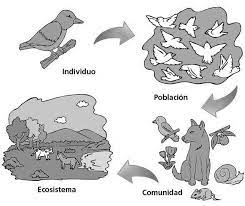 Individuo
Población
Comunidad
Ecosistema